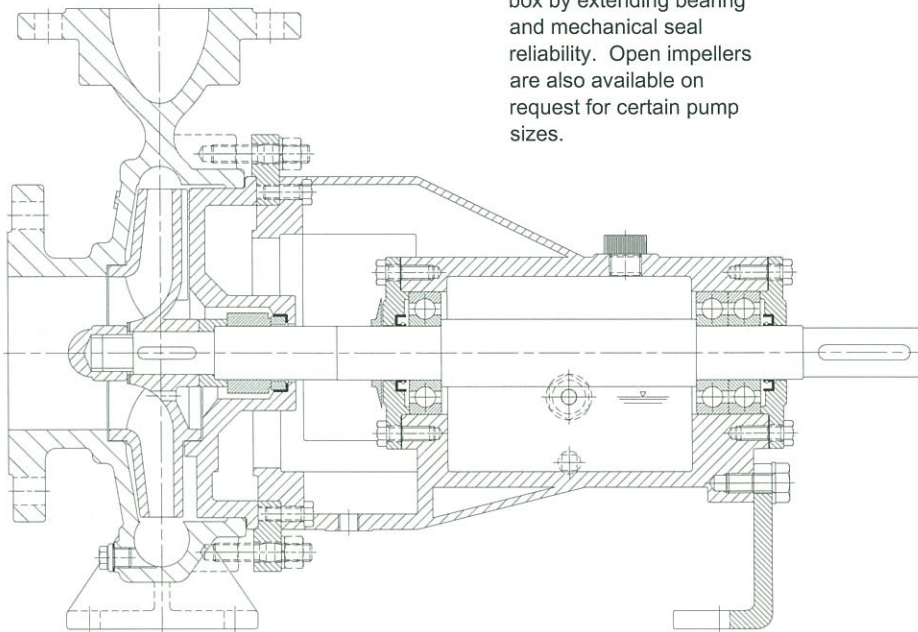 box by extending bearing
and mechanical seal
reliability. Open impellers
are also available on
request for certain pump
sizes.